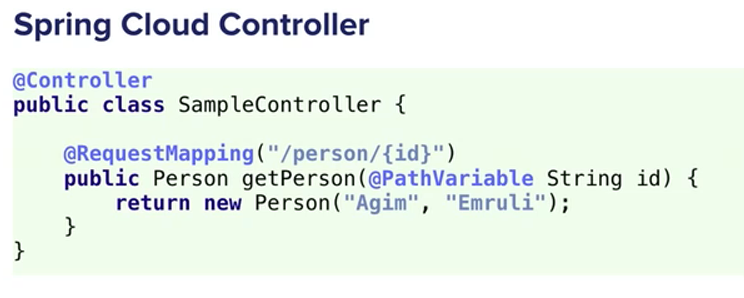 Spring Cloud Controller
@Controller
public class SampleController {
@RequestMapping("/person/{id}")
public Person getPerson(@PathVariable String id) {
return new Person("Agim", "Emruli");
}
}